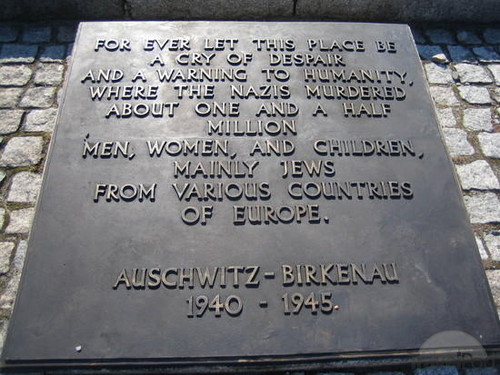 FOR EVER LET THIS PLACE BE
A CRY OF DESPAIR
AND A WARNING TO HUMANITY,
WHERE THE NAZIS MURDERED
ABOUT ONE AND A HALF
MILLION
MEN, WOMEN, AND CHILDREN,
MAINLY JEWS
FROM VARIOUS COUNTRIES
OF EUROPE.
AUSCHWITZ - BIRKENAU
1940 - 1945.